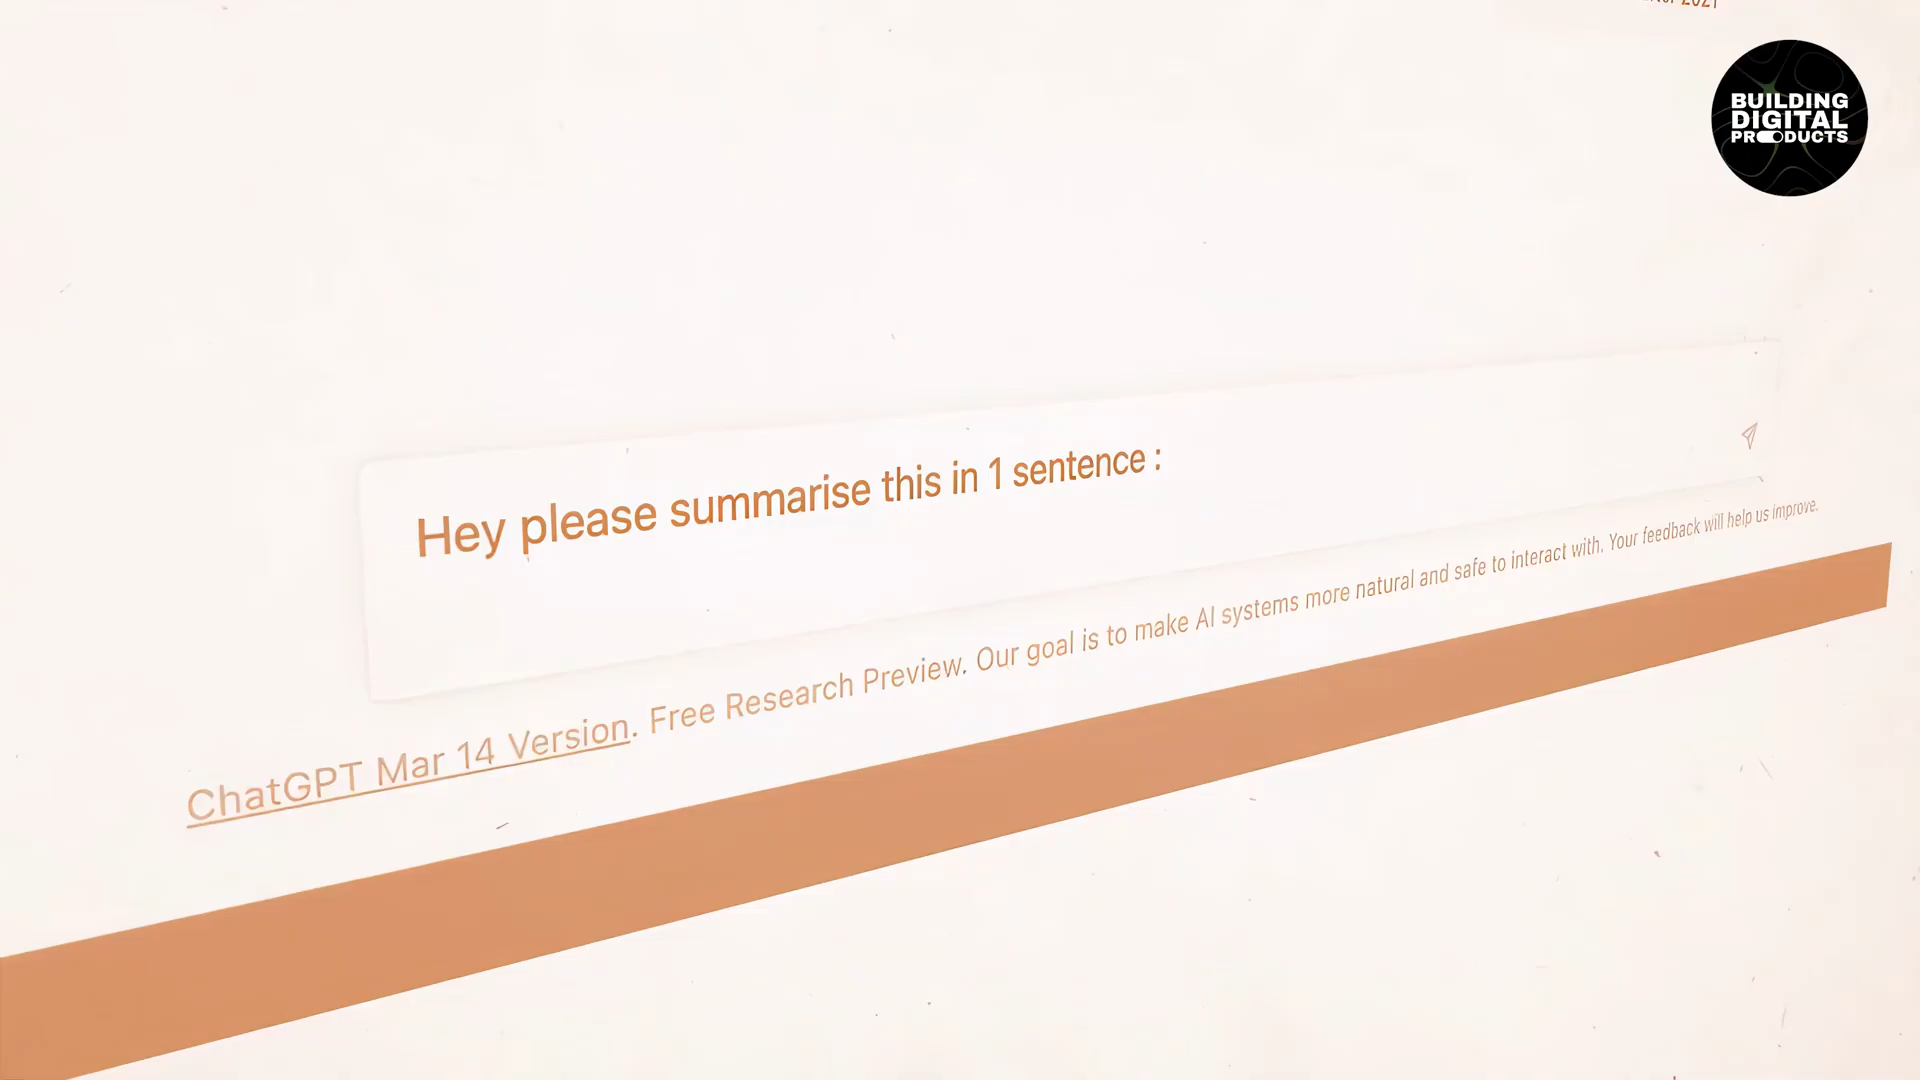 2021
BUILDING
DIGITAL
PRODUCTS
Hey please summarise this in 1 sentence :
ChatGPT Mar 14 Version. Free Research Preview. Our goal is to make AI systems more natural and safe to interact with. Your feedback will help us improve.